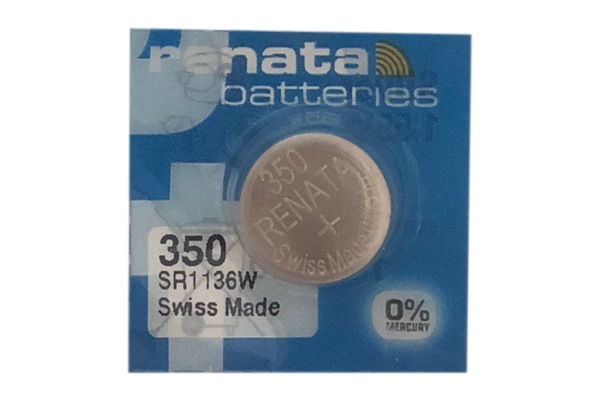 renata
batteries
350
RENATA
+
Swiss Made
350
SR1136W
Swiss Made
0%
MERCURY